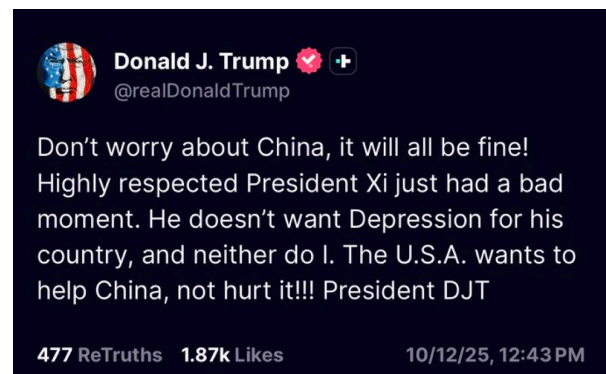 Donald J. Trump
@realDonaldTrump
Don’t worry about China, it will all be fine!
Highly respected President Xi just had a bad
moment. He doesn’t want Depression for his
country, and neither do I. The U.S.A. wants to
help China, not hurt it!!! President DJT
477 ReTruths 1.87k Likes 10/12/25, 12:43 PM